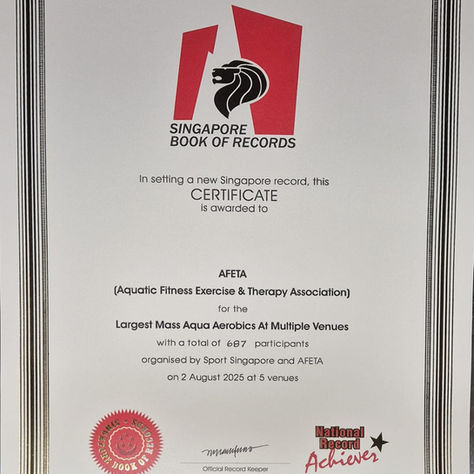 SINGAPORE
BOOK OF RECORDS
In setting a new Singapore record, this
CERTIFICATE
is awarded to
AFETA
(Aquatic Fitness Exercise & Therapy Association)
for the
Largest Mass Aqua Aerobics At Multiple Venues
with a total of 687 participants
organised by Sport Singapore and AFETA
on 2 August 2025 at 5 venues
Official Record Keeper
National
Record
Achiever